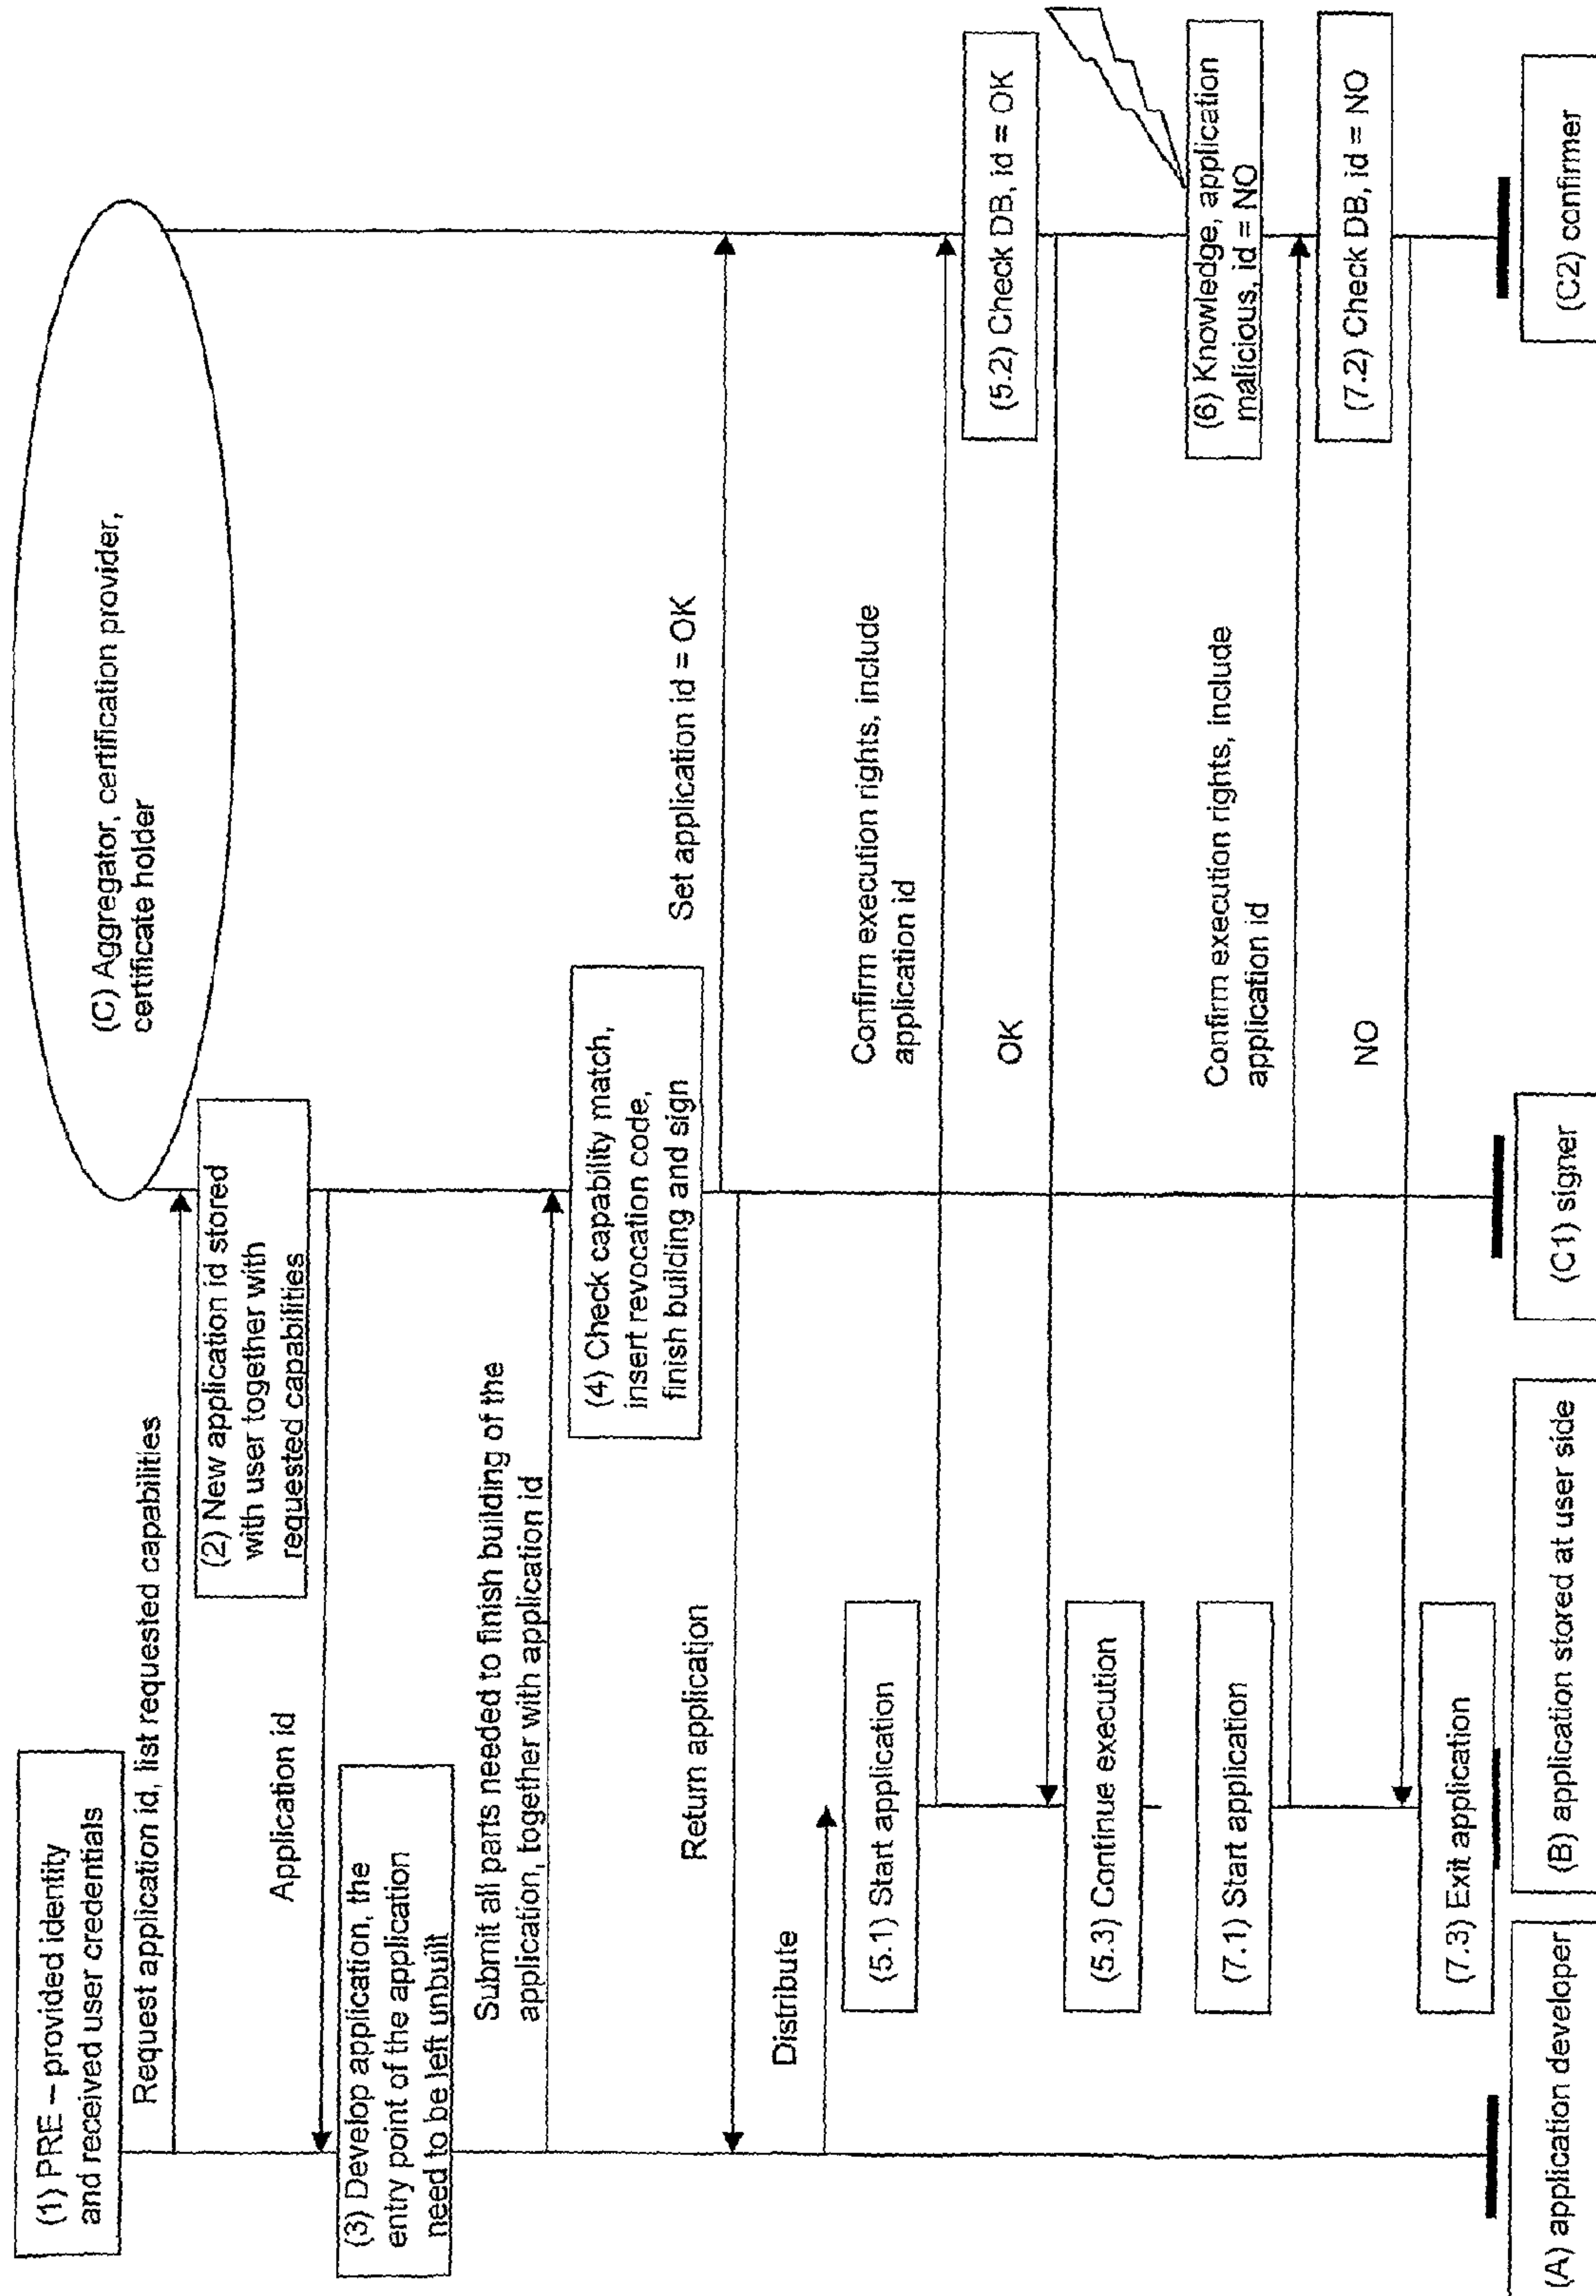 (1) PRE – provided identity
and received user credentials
(C) Aggregator, certification provider,
certificate holder
Request application id, list requested capabilities
(2) New application id stored
with user together with
requested capabilities
Application id
(3) Develop application, the
entry point of the application
need to be left unbuilt
Submit all parts needed to finish building of the
application, together with application id
(4) Check capability match,
insert revocation code,
finish building and sign
Set application id = OK
Return application
Distribute
(5.1) Start application
Confirm execution rights, include
application id
(5.2) Check DB, id = OK
OK
(5.3) Continue execution
(6) Knowledge, application
malicious, id = NO
(7.1) Start application
Confirm execution rights, include
application id
(7.2) Check DB, id = NO
NO
(7.3) Exit application
(A) application developer
(B) application stored at user side
(C1) signer
(C2) confirmer